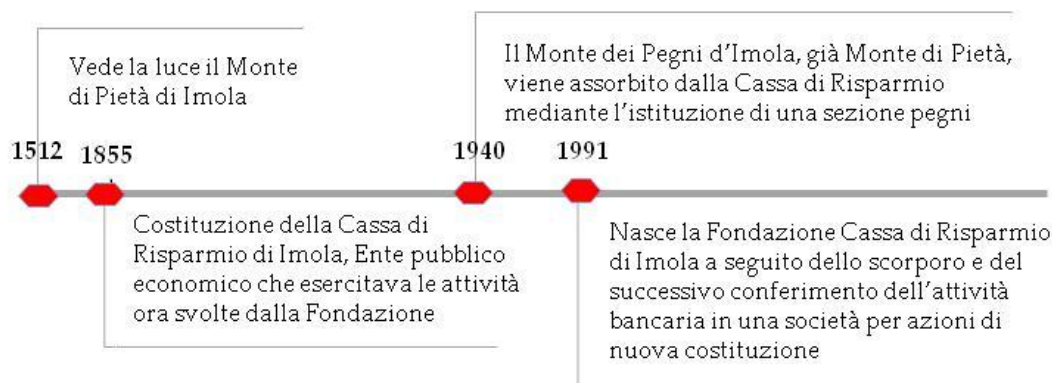 Vede la luce il Monte
di Pietà di Imola
Il Monte dei Pegni d'Imola, già Monte di Pietà,
viene assorbito dalla Cassa di Risparmio
mediante l'istituzione di una sezione pegni
1512
1855
1940
1991
Costituzione della Cassa di
Risparmio di Imola, Ente pubblico
economico che esercitava le attività
ora svolte dalla Fondazione
Nasce la Fondazione Cassa di Risparmio
di Imola a seguito dello scorporo e del
successivo conferimento dell'attività
bancaria in una società per azioni di
nuova costituzione